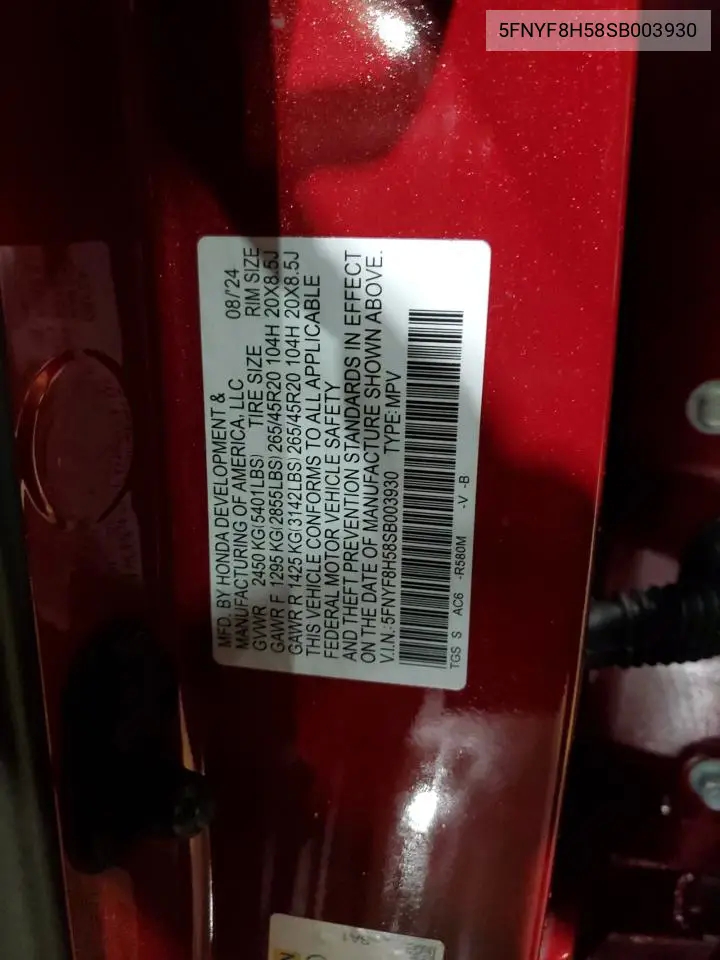 5FNYF8H58SB003930
MFD. BY HONDA DEVELOPMENT & 08/'24
MANUFACTURING OF AMERICA, LLC
GVWR 2450 KG(5401LBS) TIRE SIZE RIM SIZE
GAWR F 1295 KG(2855LBS) 265/45R20 104H 20X8.5J
GAWR R 1425 KG(3142LBS) 265/45R20 104H 20X8.5J
THIS VEHICLE CONFORMS TO ALL APPLICABLE
FEDERAL MOTOR VEHICLE SAFETY
AND THEFT PREVENTION STANDARDS IN EFFECT
ON THE DATE OF MANUFACTURE SHOWN ABOVE.
V.I.N.:5FNYF8H58SB003930 TYPE:MPV
TGS S AC6 -R580M -V -B